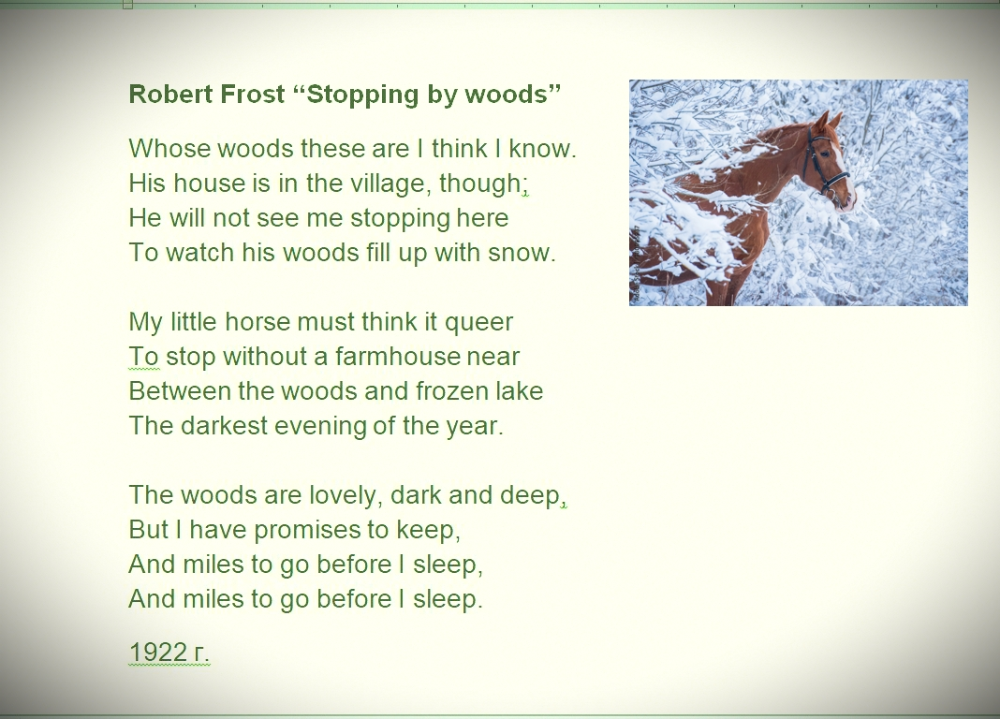 Robert Frost “Stopping by woods”
Whose woods these are I think I know.
His house is in the village, though;
He will not see me stopping here
To watch his woods fill up with snow.
My little horse must think it queer
To stop without a farmhouse near
Between the woods and frozen lake
The darkest evening of the year.
The woods are lovely, dark and deep,
But I have promises to keep,
And miles to go before I sleep,
And miles to go before I sleep.
1922 г.